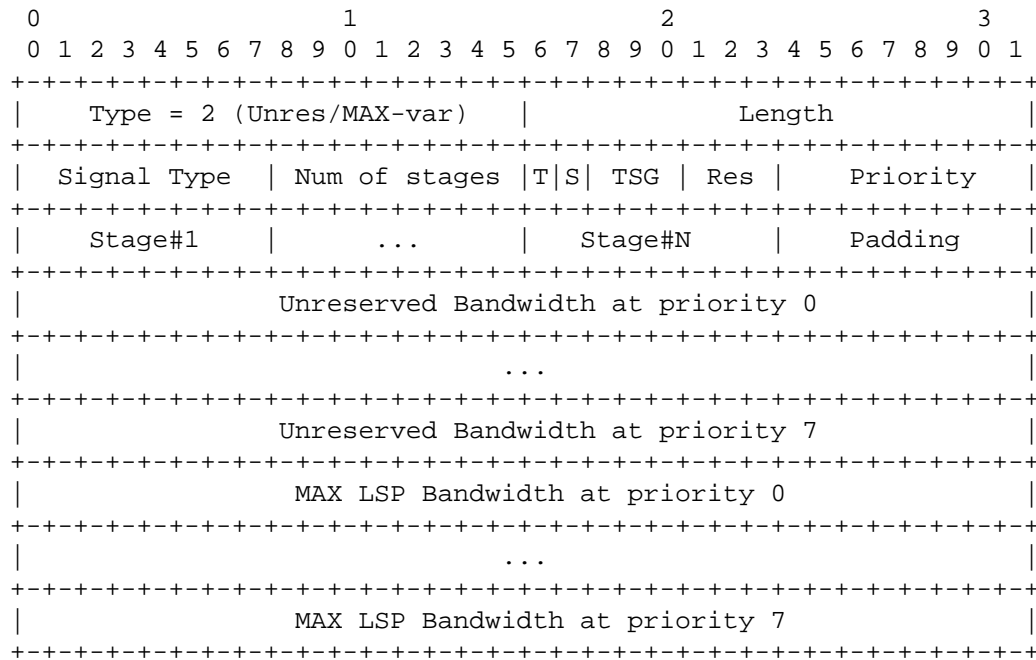 0                   1                   2                   3
 0 1 2 3 4 5 6 7 8 9 0 1 2 3 4 5 6 7 8 9 0 1 2 3 4 5 6 7 8 9 0 1
+-+-+-+-+-+-+-+-+-+-+-+-+-+-+-+-+-+-+-+-+-+-+-+-+-+-+-+-+-+-+-+-+
|    Type = 2 (Unres/MAX-var)   |             Length            |
+-+-+-+-+-+-+-+-+-+-+-+-+-+-+-+-+-+-+-+-+-+-+-+-+-+-+-+-+-+-+-+-+
|  Signal Type  | Num of stages |T|S| TSG | Res |    Priority   |
+-+-+-+-+-+-+-+-+-+-+-+-+-+-+-+-+-+-+-+-+-+-+-+-+-+-+-+-+-+-+-+-+
|    Stage#1    |      ...      |   Stage#N     |    Padding    |
+-+-+-+-+-+-+-+-+-+-+-+-+-+-+-+-+-+-+-+-+-+-+-+-+-+-+-+-+-+-+-+-+
|                Unreserved Bandwidth at priority 0             |
+-+-+-+-+-+-+-+-+-+-+-+-+-+-+-+-+-+-+-+-+-+-+-+-+-+-+-+-+-+-+-+-+
|                              ...                              |
+-+-+-+-+-+-+-+-+-+-+-+-+-+-+-+-+-+-+-+-+-+-+-+-+-+-+-+-+-+-+-+-+
|                Unreserved Bandwidth at priority 7             |
+-+-+-+-+-+-+-+-+-+-+-+-+-+-+-+-+-+-+-+-+-+-+-+-+-+-+-+-+-+-+-+-+
|                 MAX LSP Bandwidth at priority 0               |
+-+-+-+-+-+-+-+-+-+-+-+-+-+-+-+-+-+-+-+-+-+-+-+-+-+-+-+-+-+-+-+-+
|                              ...                              |
+-+-+-+-+-+-+-+-+-+-+-+-+-+-+-+-+-+-+-+-+-+-+-+-+-+-+-+-+-+-+-+-+
|                 MAX LSP Bandwidth at priority 7               |
+-+-+-+-+-+-+-+-+-+-+-+-+-+-+-+-+-+-+-+-+-+-+-+-+-+-+-+-+-+-+-+-+